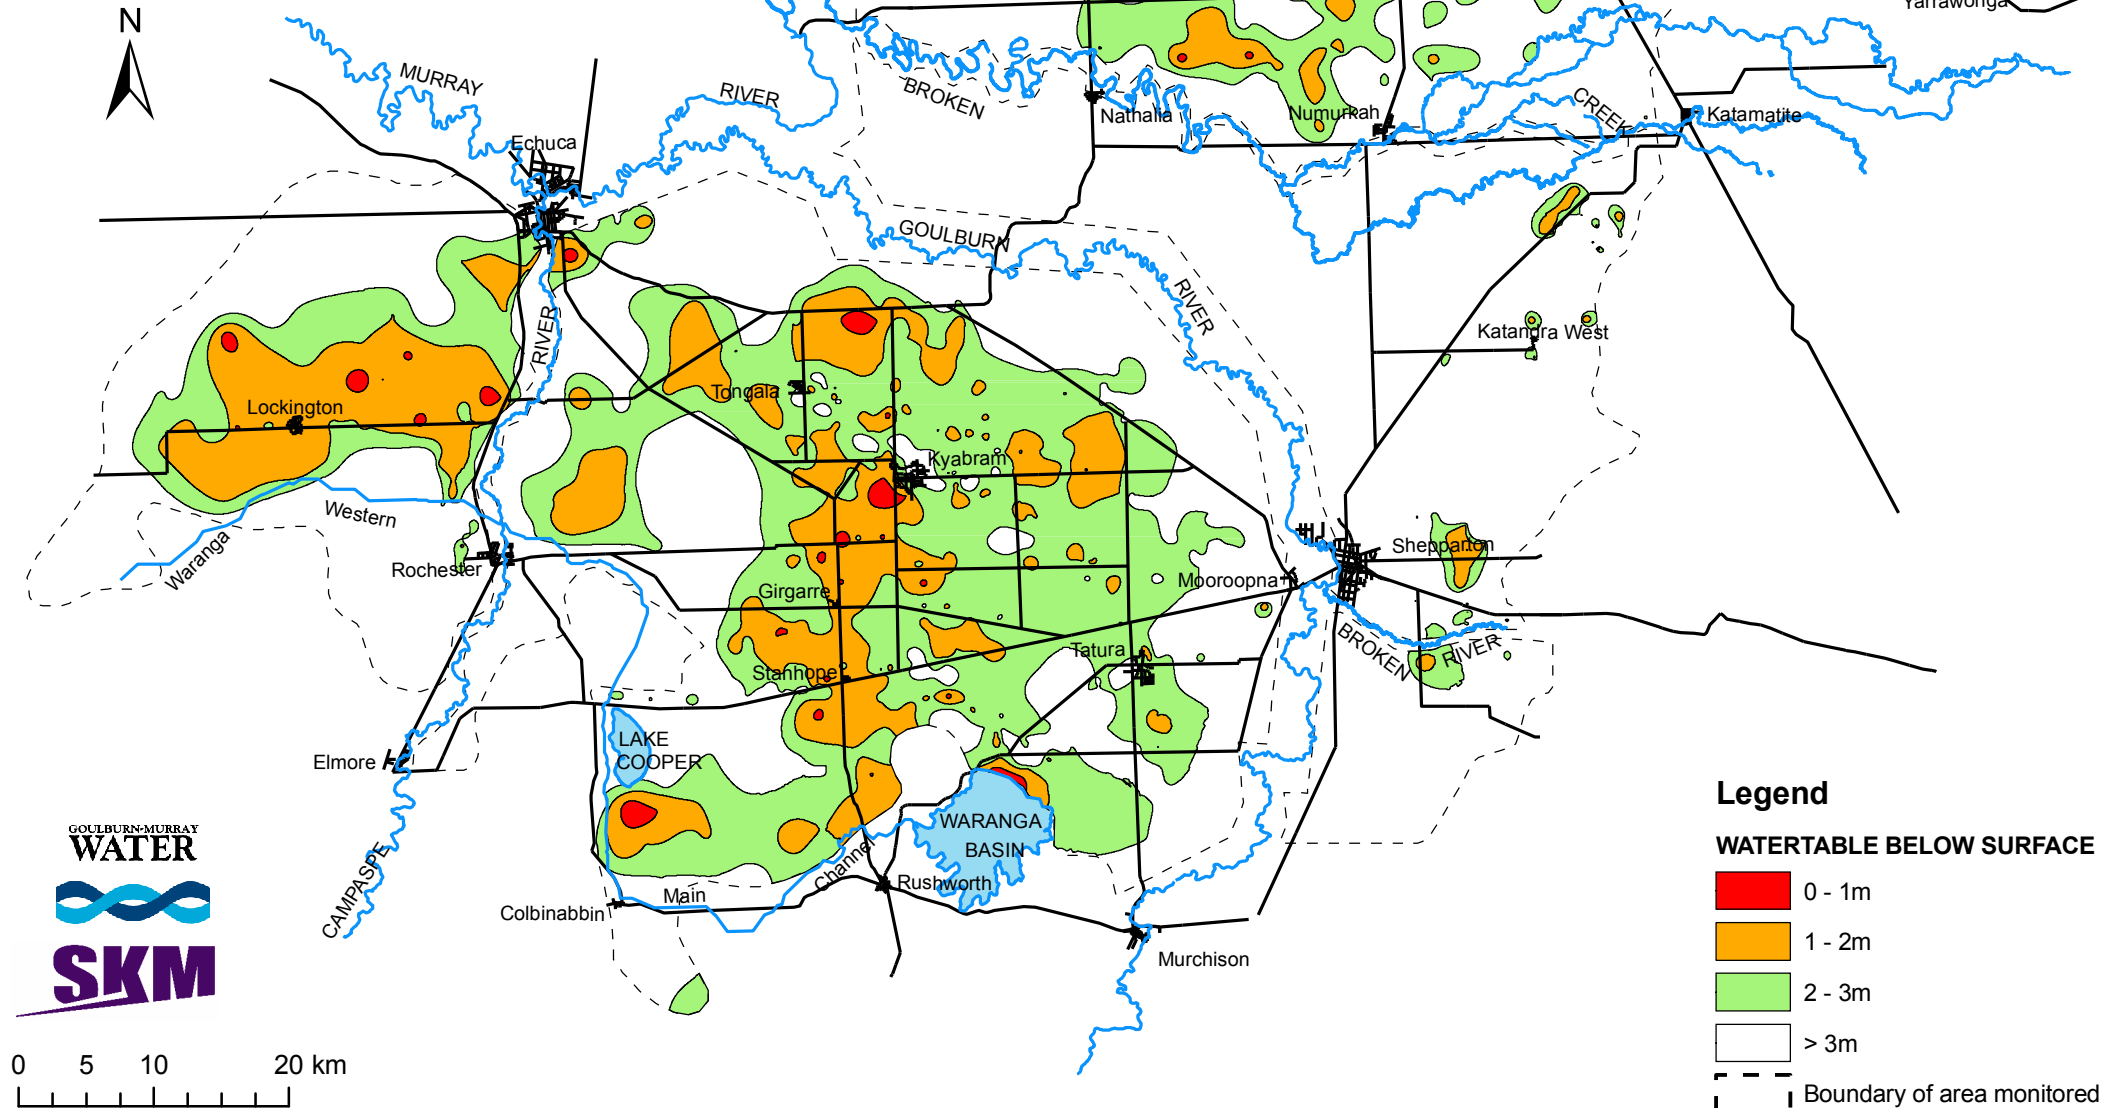 N
Yarrawonga
MURRAY
RIVER
BROKEN
Nathalia
Numurkah
CREEK
Katamatite
Echuca
GOULBURN
RIVER
RIVER
Katandra West
Tongala
Lockington
Kyabram
Western
Waranga
Rochester
Shepparton
Mooroopna
Girgarre
BROKEN
RIVER
Tatura
Stanhope
LAKE
COOPER
Elmore
WARANGA
BASIN
Channel
CAMPASPE
Main
Rushworth
Colbinabbin
Murchison
GOULBURN-MURRAY
WATER
SKM
0 5 10 20 km
Legend
WATERTABLE BELOW SURFACE
0 - 1m
1 - 2m
2 - 3m
> 3m
Boundary of area monitored